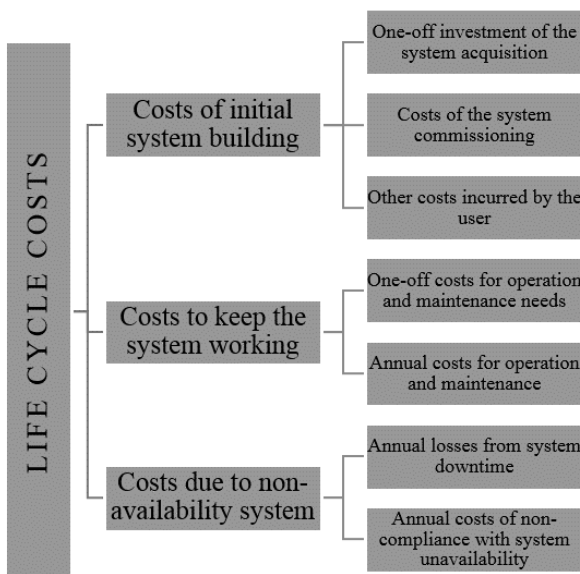 LIFE CYCLE COSTS
Costs of initial
system building
One-off investment of the
system acquisition
Costs of the system
commissioning
Other costs incurred by the
user
Costs to keep the
system working
One-off costs for operation
and maintenance needs
Annual costs for operation
and maintenance
Costs due to non-
availability system
Annual losses from system
downtime
Annual costs of non-
compliance with system
unavailability